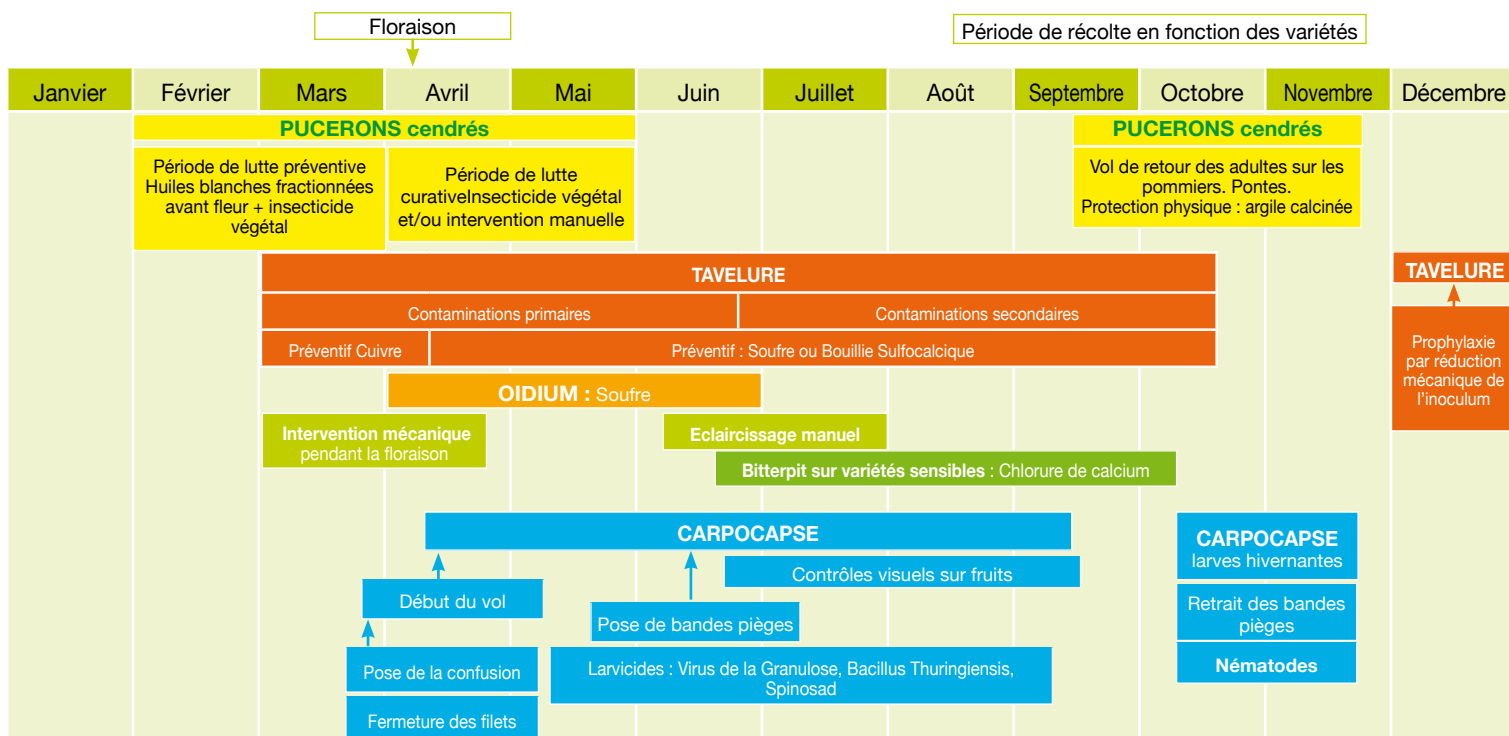 Floraison
Période de récolte en fonction des variétés
Janvier
Février
Mars
Avril
Mai
Juin
Juillet
Août
Septembre
Octobre
Novembre
Décembre
PUCERONS cendrés
PUCERONS cendrés
Période de lutte préventive
Huiles blanches fractionnées
avant fleur + insecticide
végétal
Période de lutte
curativeInsecticide végétal
et/ou intervention manuelle
Vol de retour des adultes sur les
pommiers. Pontes.
Protection physique : argile calcinée
TAVELURE
TAVELURE
Contaminations primaires
Contaminations secondaires
Préventif Cuivre
Préventif : Soufre ou Bouillie Sulfocalcique
Prophylaxie
par réduction
mécanique de
l'inoculum
OIDIUM : Soufre
Intervention mécanique
pendant la floraison
Eclaircissage manuel
Bitterpit sur variétés sensibles : Chlorure de calcium
CARPOCAPSE
CARPOCAPSE
larves hivernantes
Contrôles visuels sur fruits
Début du vol
Pose de bandes pièges
Retrait des bandes
pièges
Pose de la confusion
Larvicides : Virus de la Granulose, Bacillus Thuringiensis,
Spinosad
Nématodes
Fermeture des filets